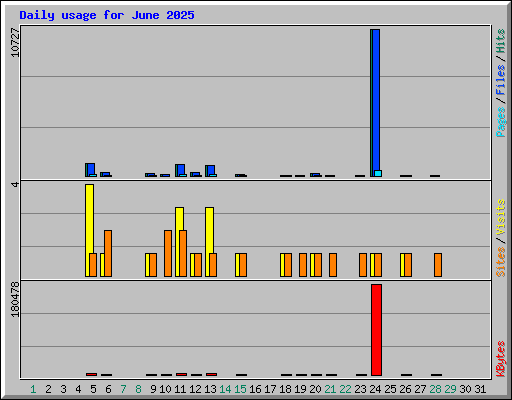 Daily usage for June 2025
10727
Pages / Files / Hits
4
Sites / Visits
180478
KBytes
1 2 3 4 5 6 7 8 9 10 11 12 13 14 15 16 17 18 19 20 21 22 23 24 25 26 27 28 29 30 31